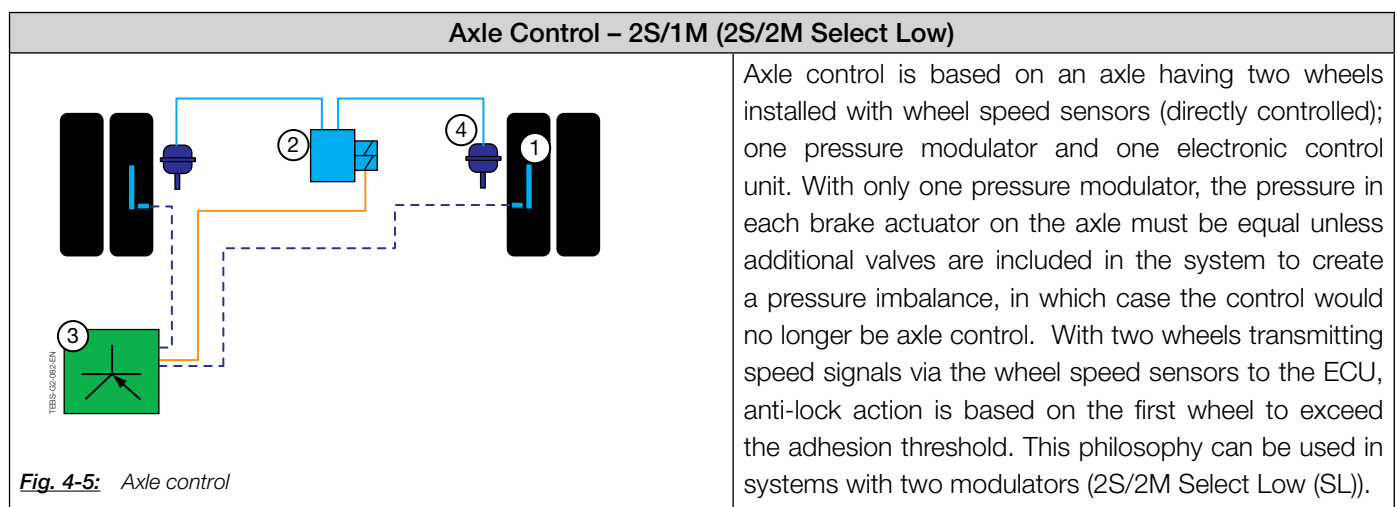 Axle Control – 2S/1M (2S/2M Select Low)
2
4
1
3
TEBS-G2-082-EN
Fig. 4-5: Axle control
Axle control is based on an axle having two wheels
installed with wheel speed sensors (directly controlled);
one pressure modulator and one electronic control
unit. With only one pressure modulator, the pressure in
each brake actuator on the axle must be equal unless
additional valves are included in the system to create
a pressure imbalance, in which case the control would
no longer be axle control. With two wheels transmitting
speed signals via the wheel speed sensors to the ECU,
anti-lock action is based on the first wheel to exceed
the adhesion threshold. This philosophy can be used in
systems with two modulators (2S/2M Select Low (SL)).